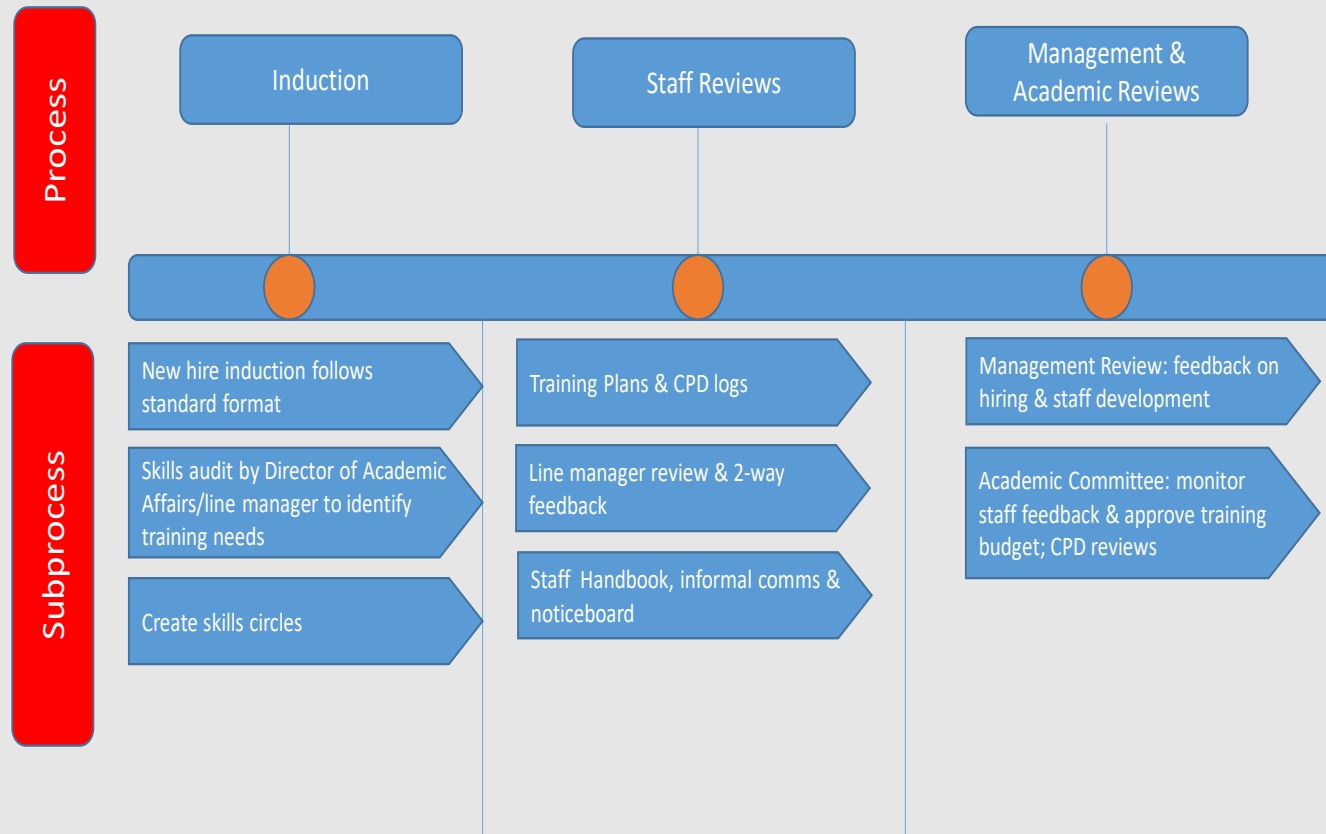 Process
Induction
Staff Reviews
Management &
Academic Reviews
Subprocess
New hire induction follows
standard format
Skills audit by Director of Academic
Affairs/line manager to identify
training needs
Create skills circles
Training Plans & CPD logs
Line manager review & 2-way
feedback
Staff Handbook, informal comms &
noticeboard
Management Review: feedback on
hiring & staff development
Academic Committee: monitor
staff feedback & approve training
budget; CPD reviews